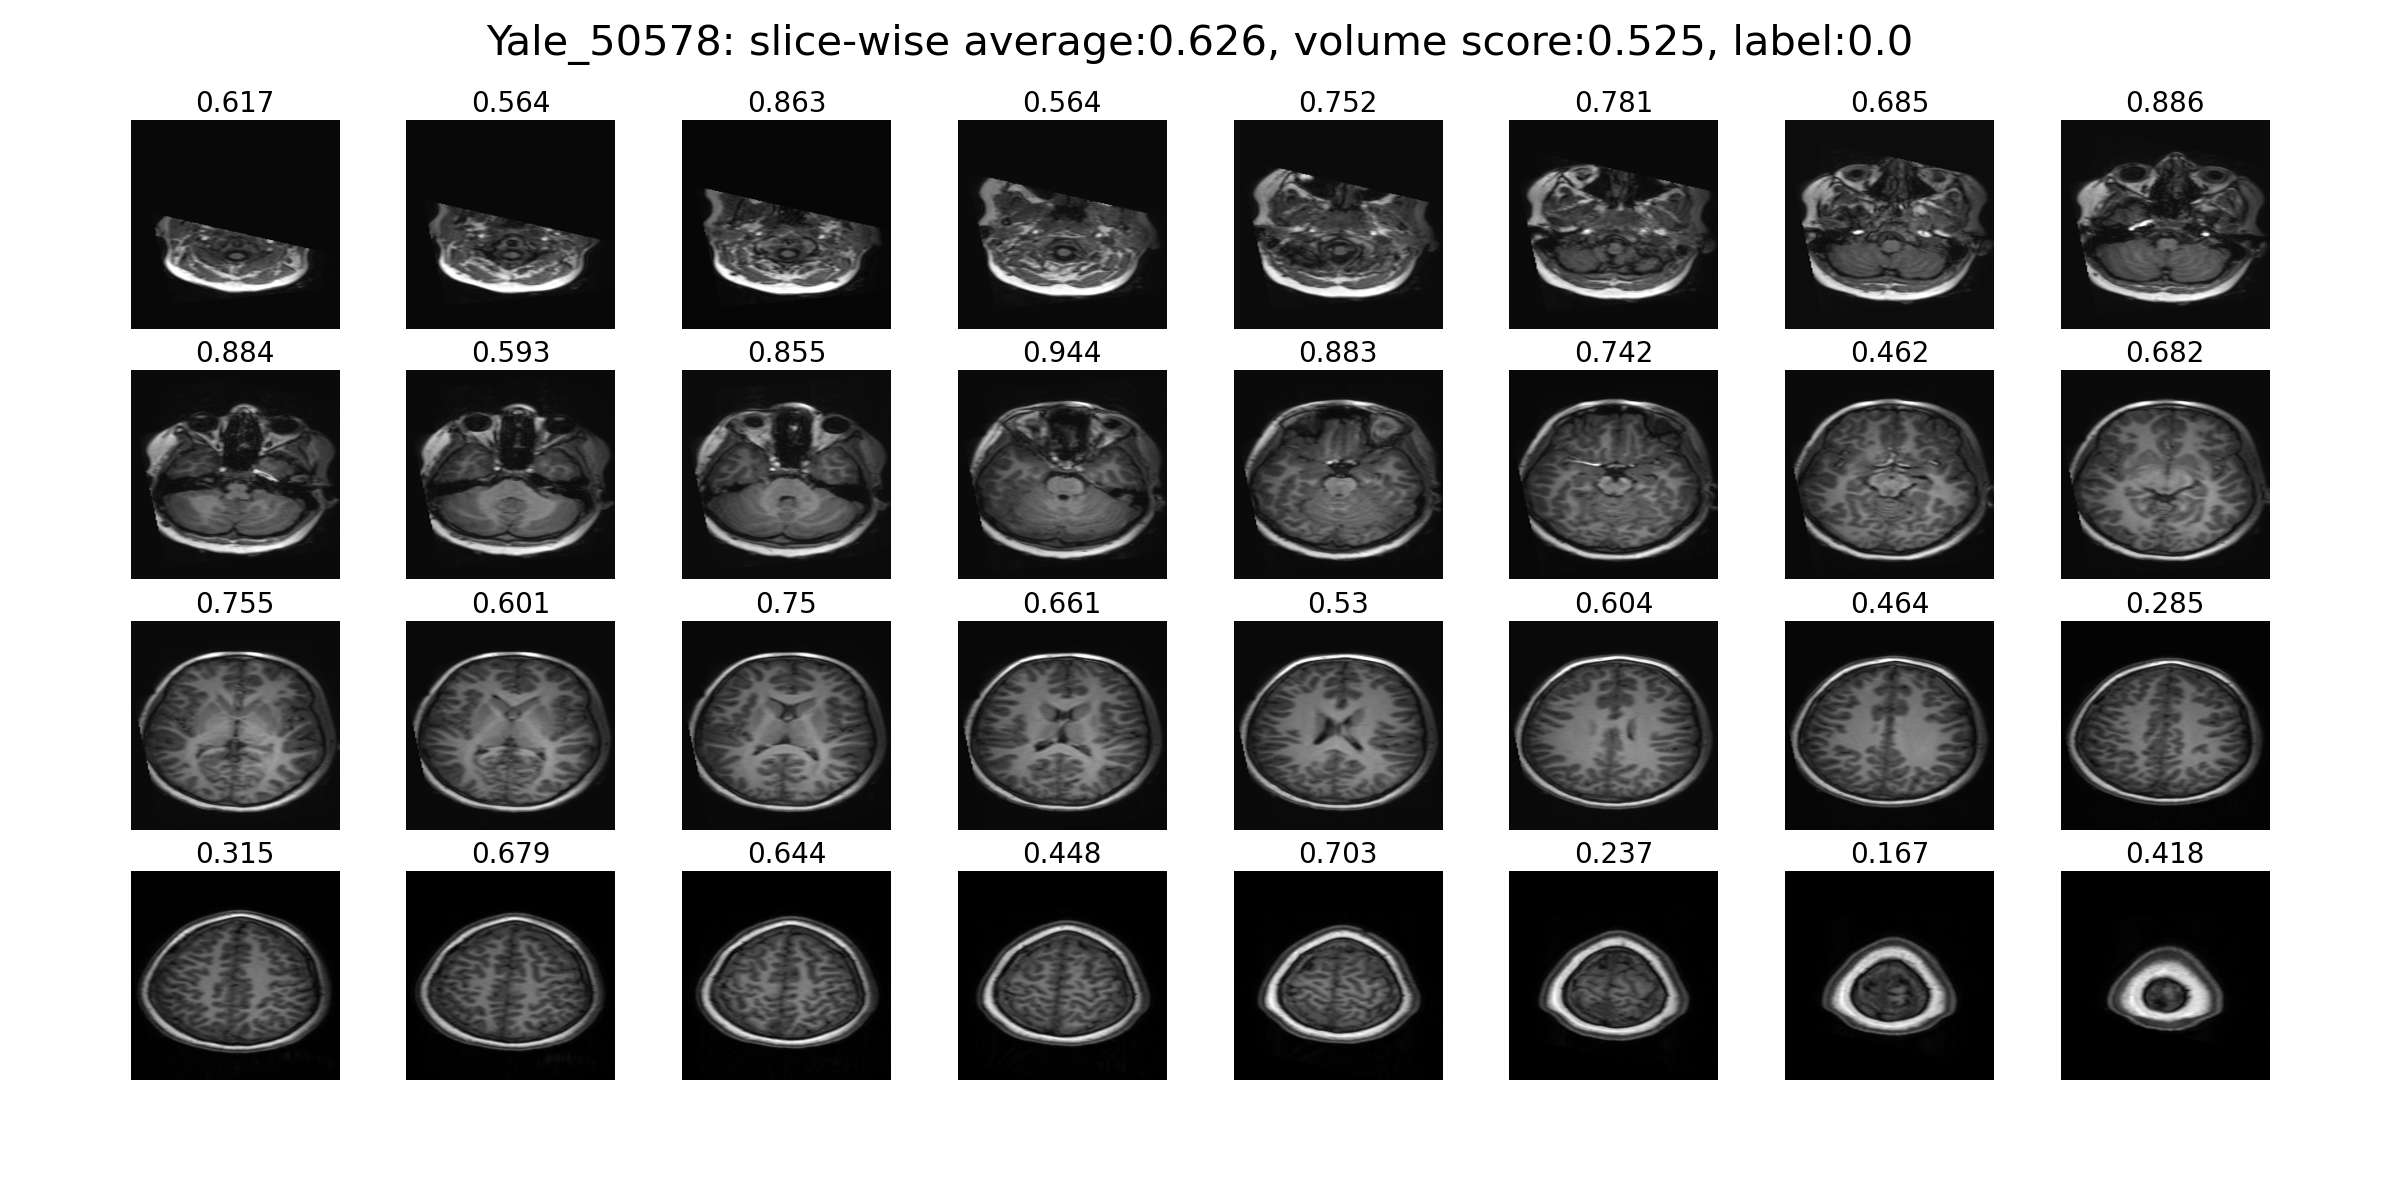 Yale_50578: slice-wise average:0.626, volume score:0.525, label:0.0
0.617 0.564 0.863 0.564 0.752 0.781 0.685 0.886
0.884 0.593 0.855 0.944 0.883 0.742 0.462 0.682
0.755 0.601 0.75 0.661 0.53 0.604 0.464 0.285
0.315 0.679 0.644 0.448 0.703 0.237 0.167 0.418